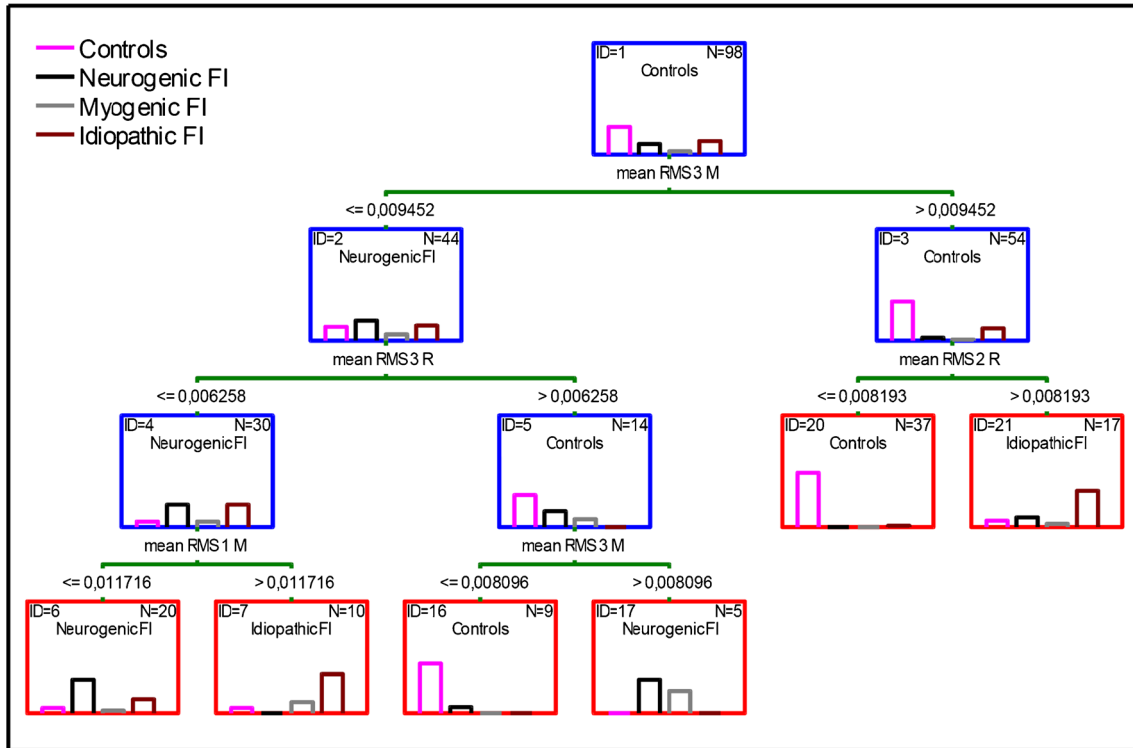 Controls
Neurogenic FI
Myogenic FI
Idiopathic FI
ID=1 N=98
Controls
mean RMS3 M
<= 0,009452 > 0,009452
ID=2 N=44
NeurogenicFI
ID=3 N=54
Controls
mean RMS3 R
mean RMS2 R
<= 0,006258 > 0,006258
<= 0,008193 > 0,008193
ID=4 N=30
NeurogenicFI
ID=5 N=14
Controls
ID=20 N=37
Controls
ID=21 N=17
IdiopathicFI
mean RMS1 M
mean RMS3 M
<= 0,011716 > 0,011716
<= 0,008096 > 0,008096
ID=6 N=20
NeurogenicFI
ID=7 N=10
IdiopathicFI
ID=16 N=9
Controls
ID=17 N=5
NeurogenicFI